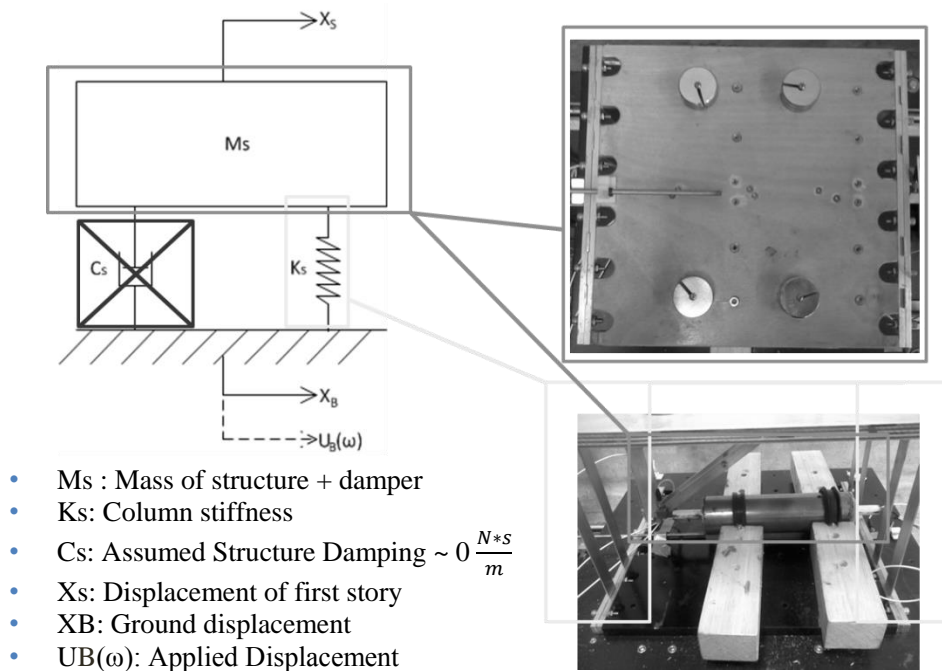 Xs
Ms
Cs
Ks
XB
UB(ω)
• Ms : Mass of structure + damper
• Ks: Column stiffness
• Cs: Assumed Structure Damping ~ 0 N*s/m
• Xs: Displacement of first story
• XB: Ground displacement
• UB(ω): Applied Displacement